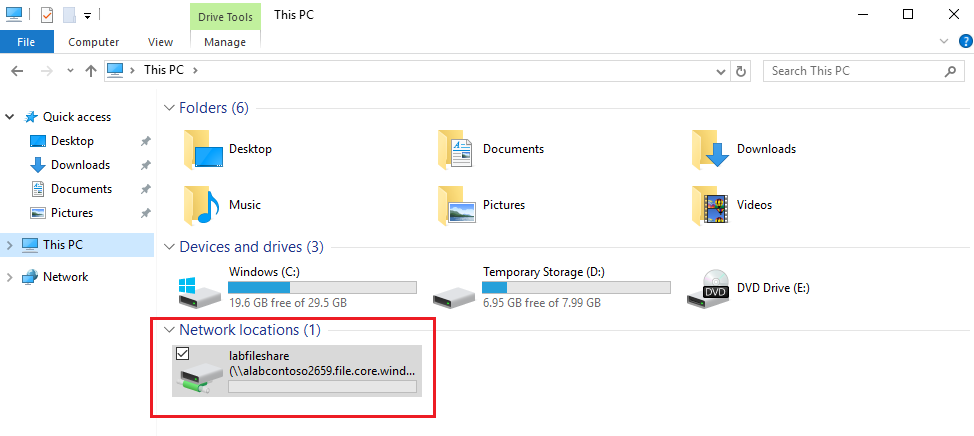 Drive Tools This PC
File Computer View Manage
This PC Search This PC
Quick access
Desktop
Downloads
Documents
Pictures
This PC
Network
Folders (6)
Desktop Documents Downloads
Music Pictures Videos
Devices and drives (3)
Windows (C:)
19.6 GB free of 29.5 GB
Temporary Storage (D:)
6.95 GB free of 7.99 GB
DVD
DVD Drive (E:)
Network locations (1)
labfileshare
(\\alabcontoso2659.file.core.wind...